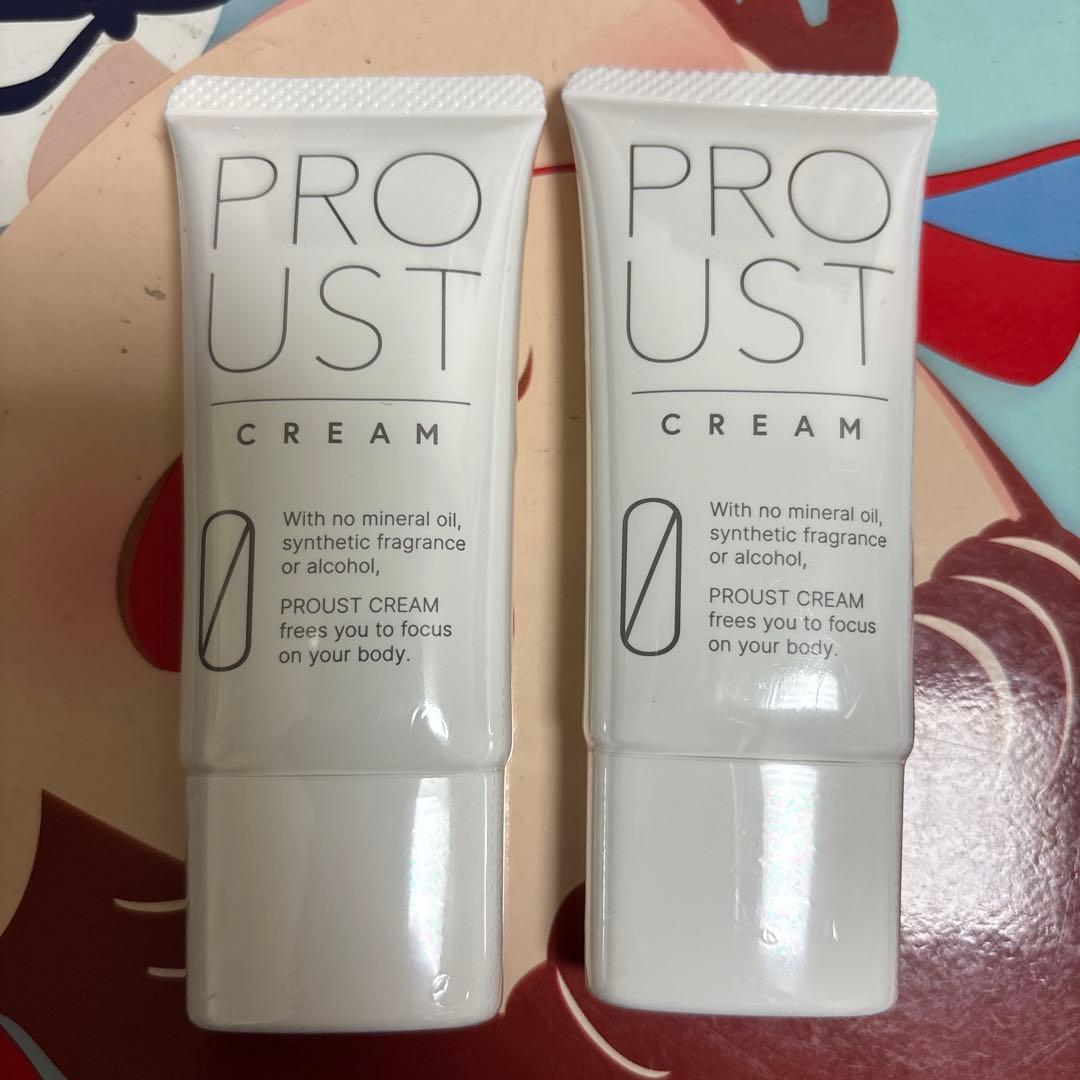 PRO
UST
CREAM
0
With no mineral oil,
synthetic fragrance
or alcohol,
PROUST CREAM
frees you to focus
on your body.
PRO
UST
CREAM
0
With no mineral oil,
synthetic fragrance
or alcohol,
PROUST CREAM
frees you to focus
on your body.